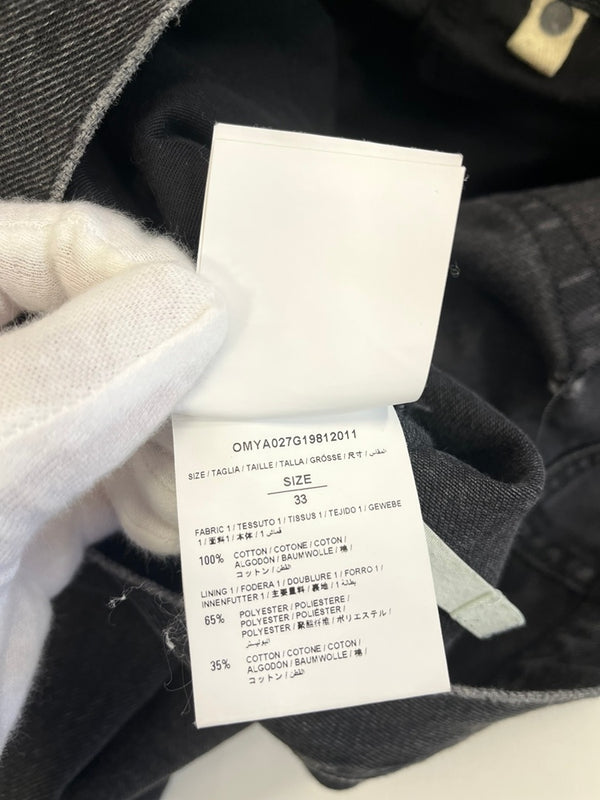 OMYA027G19812011
SIZE / TAGLIA / TAILLE / TALLA / GRÖSSE / 尺寸 / المقاس
SIZE
33
FABRIC 1 / TESSUTO 1 / TISSUS 1 / TEJIDO 1 / GEWEBE
1 / 面料1 / 本体 / 1 قماش
100% COTTON / COTONE / COTON /
ALGODÓN / BAUMWOLLE / 棉 /
コットン / القطن
LINING 1 / FODERA 1 / DOUBLURE 1 / FORRO 1 /
INNENFUTTER 1 / 主要量料 / 裏地 / 1 بطانة
65% POLYESTER / POLIESTERE /
POLYESTER / POLIÉSTER /
POLYESTER / 聚酯纤维 / ポリエステル /
البوليستر
35% COTTON / COTONE / COTON /
ALGODÓN / BAUMWOLLE / 棉 /
コットン / القطن